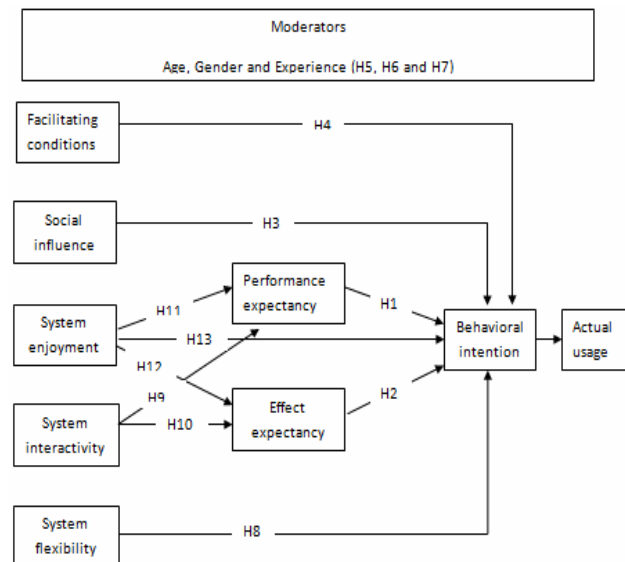 Moderators
Age, Gender and Experience (H5, H6 and H7)
Facilitating
conditions
H4
Social
influence
H3
Performance
expectancy
H11
H1
System
enjoyment
H13
Behavioral
intention
Actual
usage
H12
H9
System
interactivity
H10
Effect
expectancy
H2
System
flexibility
H8